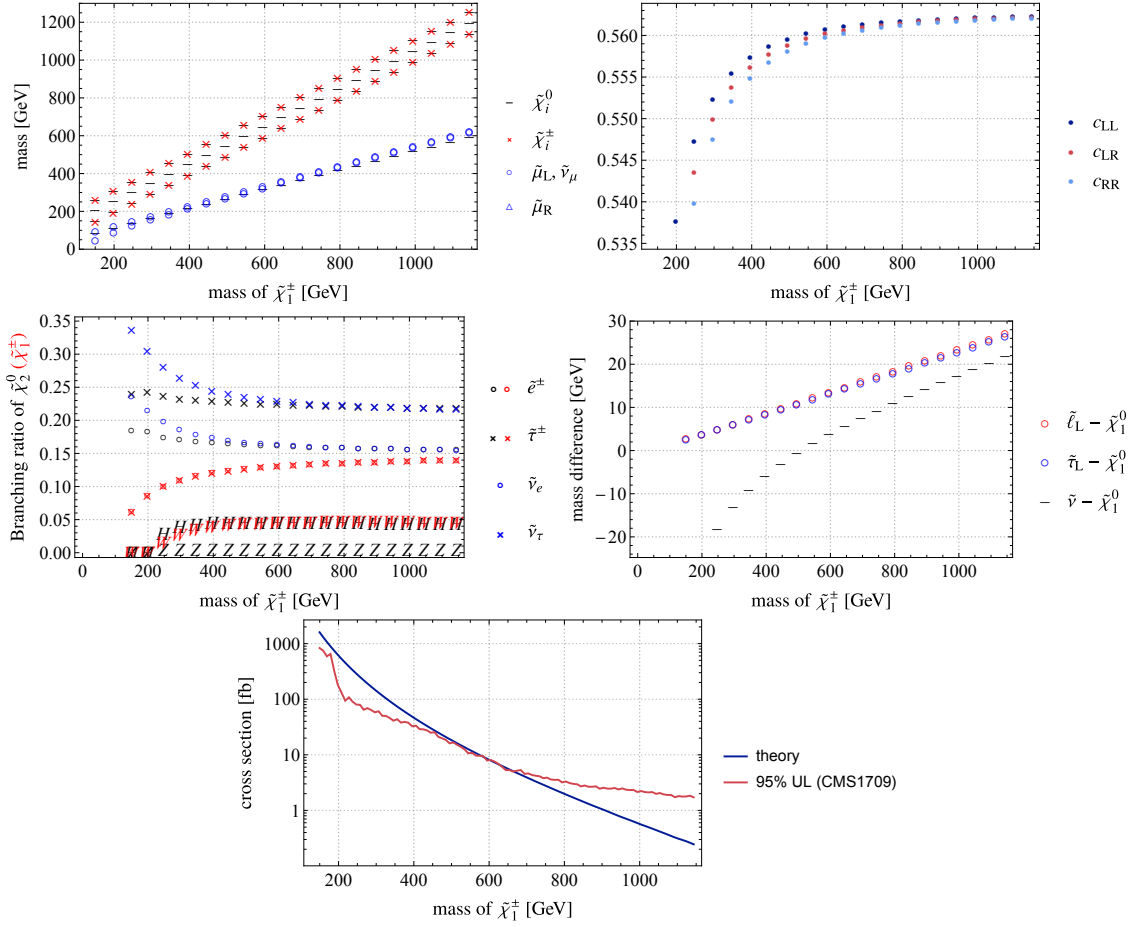 mass [GeV]
1200
1000
800
600
400
200
0
200 400 600 800 1000
mass of χ̃₁± [GeV]
χ̃ᵢ⁰
χ̃ᵢ±
μ̃L, ν̃μ
μ̃R
0.560
0.555
0.550
0.545
0.540
0.535
200 400 600 800 1000
mass of χ̃₁± [GeV]
cLL
cLR
cRR
Branching ratio of χ̃₂⁰ (χ̃₁±)
0.35
0.30
0.25
0.20
0.15
0.10
0.05
0.00
0 200 400 600 800 1000
mass of χ̃₁± [GeV]
ẽ±
τ̃±
ν̃e
ν̃τ
mass difference [GeV]
30
20
10
0
−10
−20
0 200 400 600 800 1000
mass of χ̃₁± [GeV]
ℓ̃L − χ̃₁⁰
τ̃L − χ̃₁⁰
ν̃ − χ̃₁⁰
cross section [fb]
1000
100
10
1
200 400 600 800 1000
mass of χ̃₁± [GeV]
theory
95% UL (CMS1709)